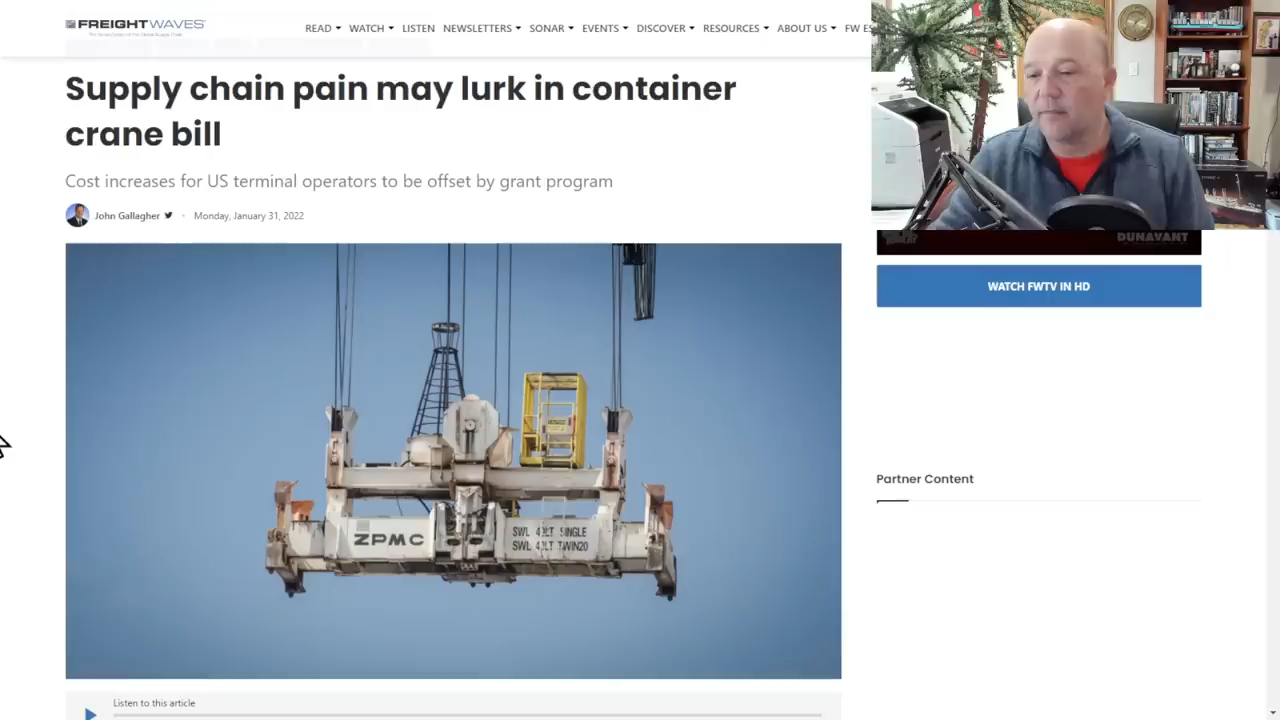 FREIGHTWAVES
READ WATCH LISTEN NEWSLETTERS SONAR EVENTS DISCOVER RESOURCES ABOUT US FW
Supply chain pain may lurk in container
crane bill
Cost increases for US terminal operators to be offset by grant program
John Gallagher · Monday, January 31, 2022
DUNAVANT
WATCH FWTV IN HD
Partner Content
ZPMC
SWL 40LT SINGLE
SWL 40LT TWIN20
Listen to this article